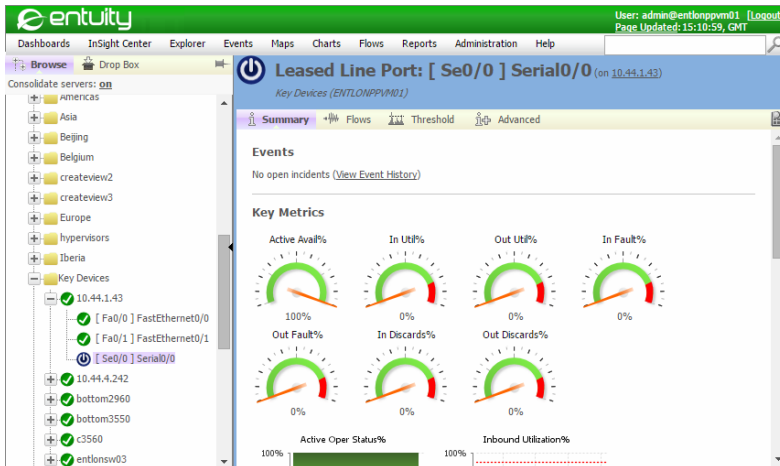 entuity
User: admin@entlonppvm01 [Logout
Page Updated: 15:10:59, GMT
Dashboards InSight Center Explorer Events Maps Charts Flows Reports Administration Help
Browse Drop Box
Consolidate servers: on
Americas
Asia
Beijing
Belgium
createview2
createview3
Europe
hypervisors
Iberia
Key Devices
10.44.1.43
[ Fa0/0 ] FastEthernet0/0
[ Fa0/1 ] FastEthernet0/1
[ Se0/0 ] Serial0/0
10.44.4.242
bottom2960
bottom3550
c3560
entlonsw03
Leased Line Port: [ Se0/0 ] Serial0/0 (on 10.44.1.43)
Key Devices (ENTLONPPVM01)
Summary Flows Threshold Advanced
Events
No open incidents (View Event History)
Key Metrics
Active Avail% In Util% Out Util% In Fault%
100% 0% 0% 0%
Out Fault% In Discards% Out Discards%
0% 0% 0%
Active Oper Status% Inbound Utilization%
100% 100%